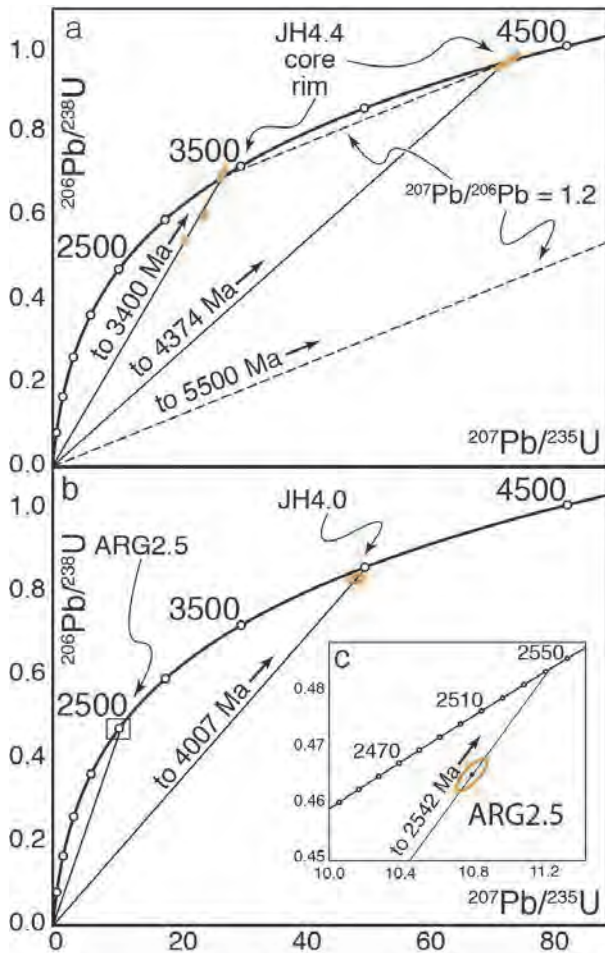 a
JH4.4
core
rim
4500
3500
2500
²⁰⁶Pb/²³⁸U
²⁰⁷Pb/²⁰⁶Pb = 1.2
to 3400 Ma
to 4374 Ma
to 5500 Ma
²⁰⁷Pb/²³⁵U
1.0
0.8
0.6
0.4
0.2
0.0
b
ARG2.5
JH4.0
4500
3500
2500
²⁰⁶Pb/²³⁸U
to 4007 Ma
1.0
0.8
0.6
0.4
0.2
0.0
c
2550
2510
2470
to 2542 Ma
ARG2.5
0.48
0.47
0.46
0.45
10.0 10.4 10.8 11.2
²⁰⁷Pb/²³⁵U
0 20 40 60 80